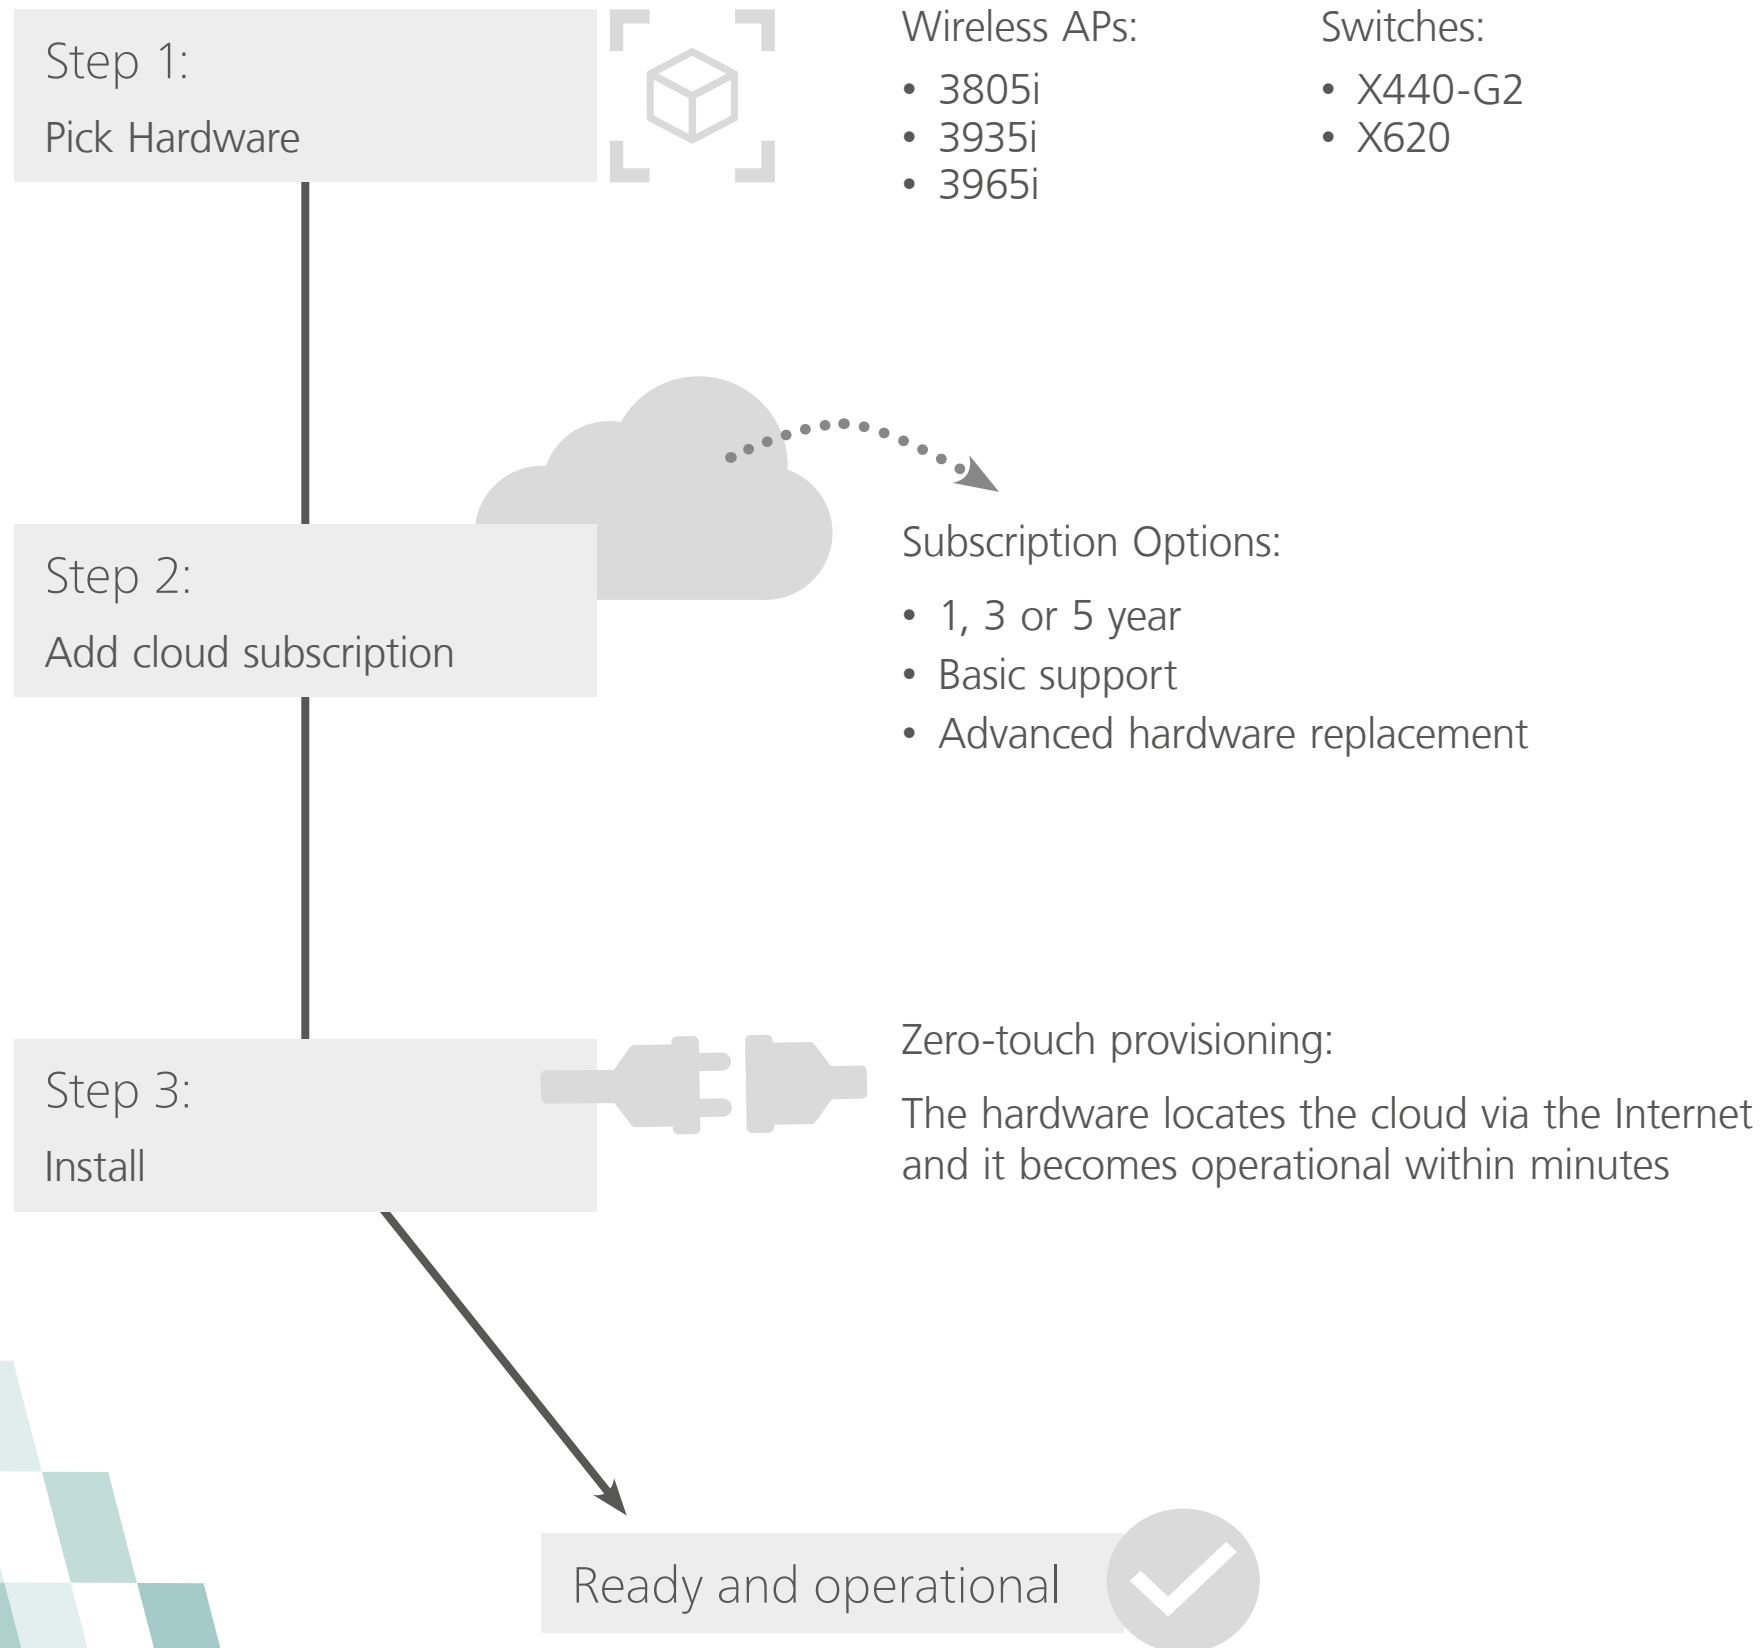 Step 1:
Pick Hardware
Wireless APs:
• 3805i
• 3935i
• 3965i
Switches:
• X440-G2
• X620
Step 2:
Add cloud subscription
Subscription Options:
• 1, 3 or 5 year
• Basic support
• Advanced hardware replacement
Step 3:
Install
Zero-touch provisioning:
The hardware locates the cloud via the Internet
and it becomes operational within minutes
Ready and operational